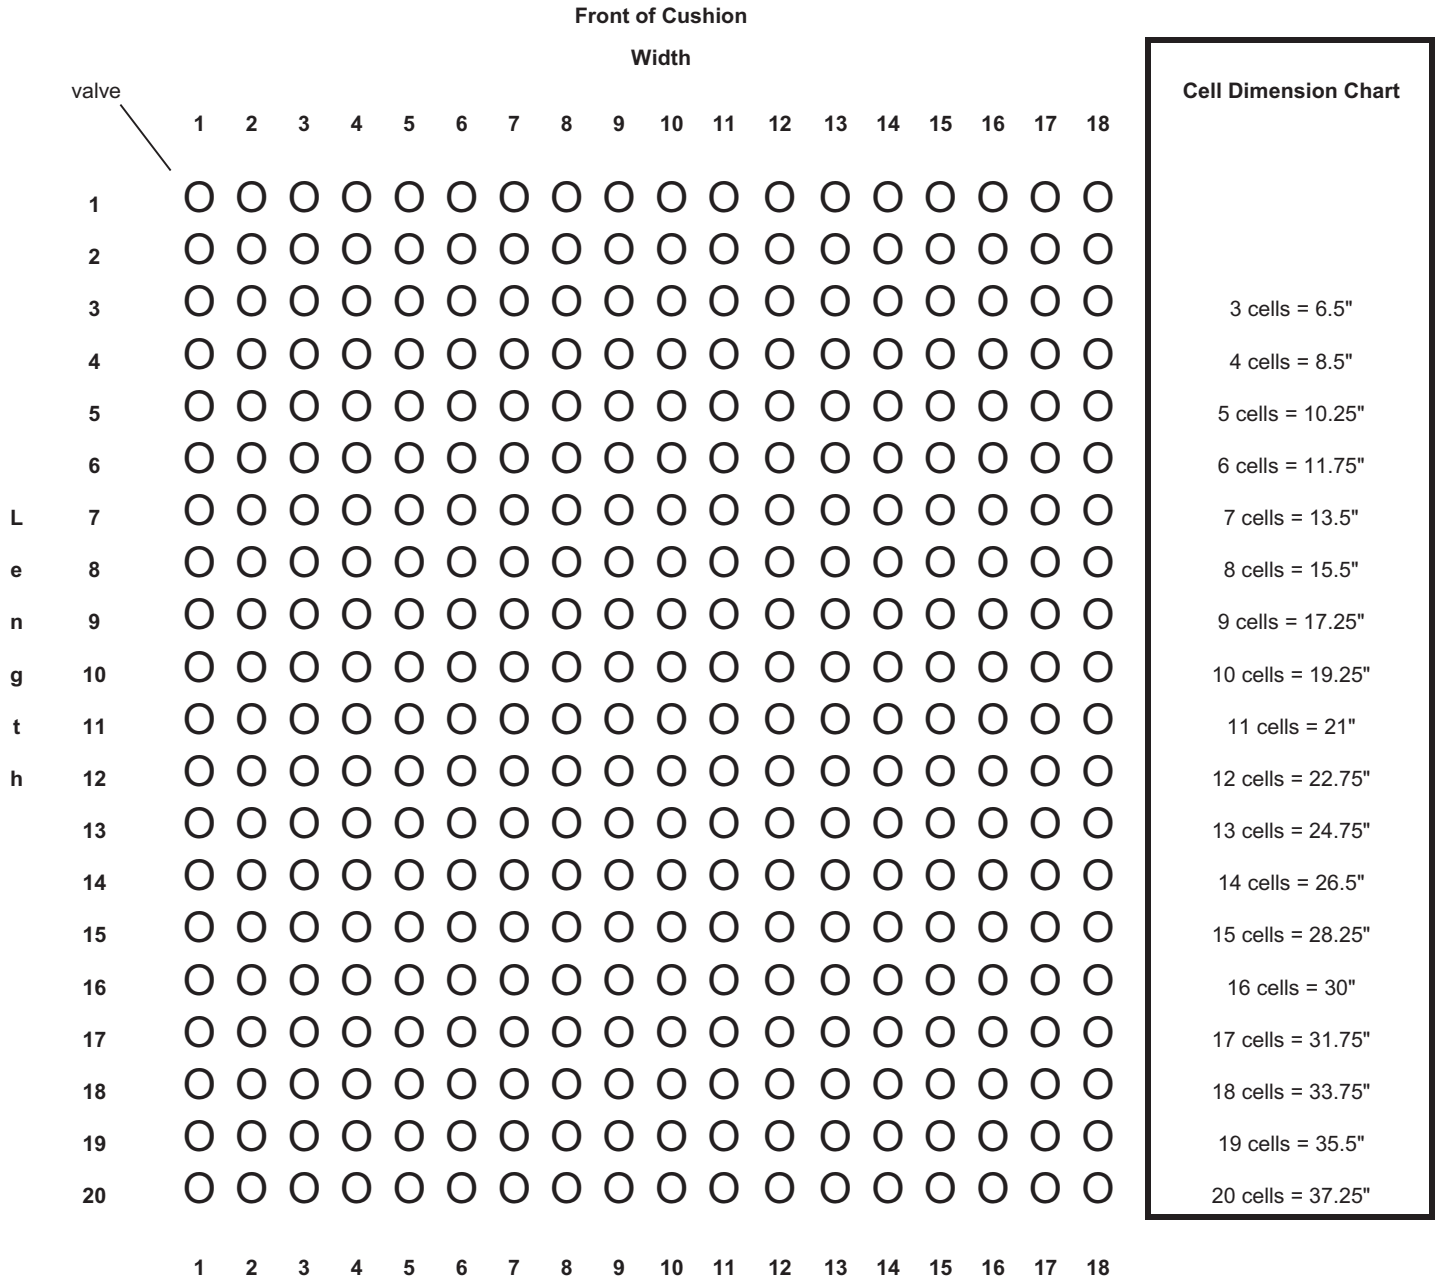 Front of Cushion
Width
valve
Cell Dimension Chart
1 2 3 4 5 6 7 8 9 10 11 12 13 14 15 16 17 18
1 O O O O O O O O O O O O O O O O O O
2 O O O O O O O O O O O O O O O O O O
3 O O O O O O O O O O O O O O O O O O 3 cells = 6.5"
4 O O O O O O O O O O O O O O O O O O 4 cells = 8.5"
5 O O O O O O O O O O O O O O O O O O 5 cells = 10.25"
6 O O O O O O O O O O O O O O O O O O 6 cells = 11.75"
L 7 O O O O O O O O O O O O O O O O O O 7 cells = 13.5"
e 8 O O O O O O O O O O O O O O O O O O 8 cells = 15.5"
n 9 O O O O O O O O O O O O O O O O O O 9 cells = 17.25"
g 10 O O O O O O O O O O O O O O O O O O 10 cells = 19.25"
t 11 O O O O O O O O O O O O O O O O O O 11 cells = 21"
h 12 O O O O O O O O O O O O O O O O O O 12 cells = 22.75"
13 O O O O O O O O O O O O O O O O O O 13 cells = 24.75"
14 O O O O O O O O O O O O O O O O O O 14 cells = 26.5"
15 O O O O O O O O O O O O O O O O O O 15 cells = 28.25"
16 O O O O O O O O O O O O O O O O O O 16 cells = 30"
17 O O O O O O O O O O O O O O O O O O 17 cells = 31.75"
18 O O O O O O O O O O O O O O O O O O 18 cells = 33.75"
19 O O O O O O O O O O O O O O O O O O 19 cells = 35.5"
20 O O O O O O O O O O O O O O O O O O 20 cells = 37.25"
1 2 3 4 5 6 7 8 9 10 11 12 13 14 15 16 17 18